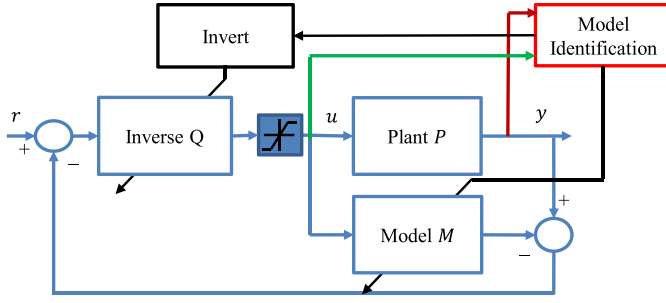 Model
Identification
Invert
r
+
−
Inverse Q
u
Plant P
y
+
−
Model M